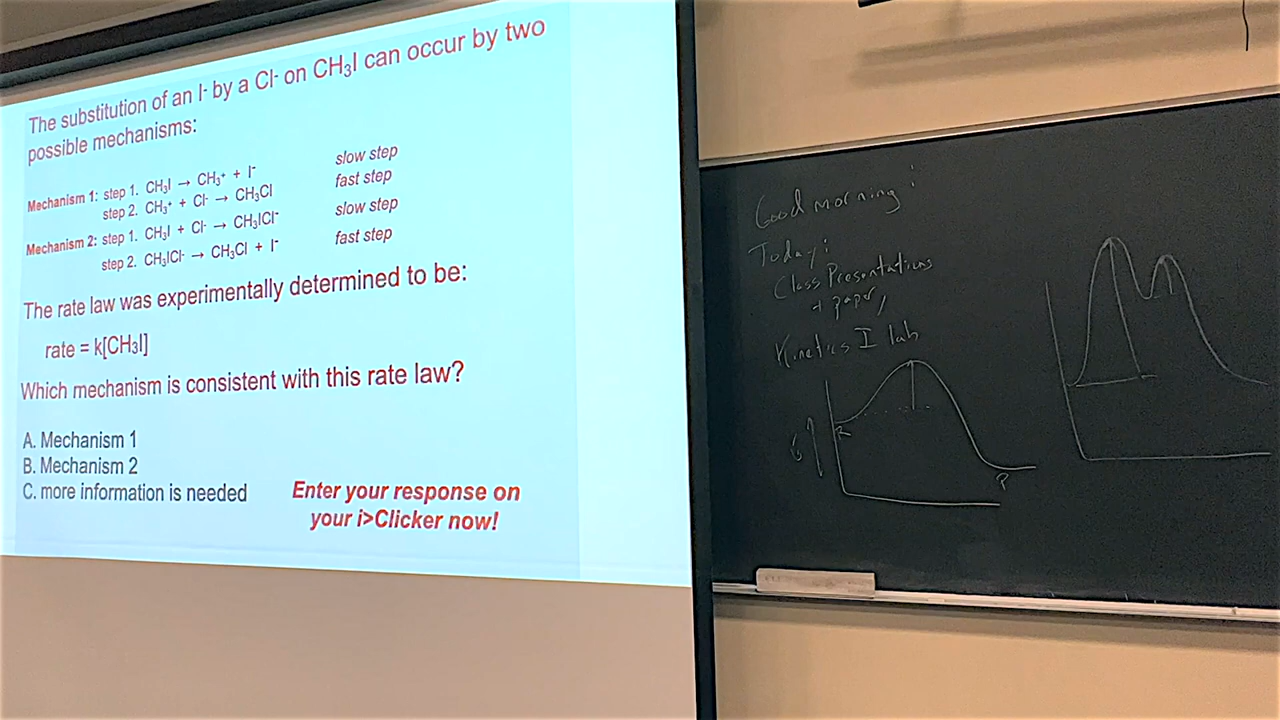 The substitution of an I⁻ by a Cl⁻ on CH₃I can occur by two
possible mechanisms:
Mechanism 1: step 1. CH₃I → CH₃⁺ + I⁻ slow step
step 2. CH₃⁺ + Cl⁻ → CH₃Cl fast step
Mechanism 2: step 1. CH₃I + Cl⁻ → CH₃ICl⁻ slow step
step 2. CH₃ICl⁻ → CH₃Cl + I⁻ fast step
The rate law was experimentally determined to be:
rate = k[CH₃I]
Which mechanism is consistent with this rate law?
A. Mechanism 1
B. Mechanism 2
C. more information is needed
Enter your response on
your i>Clicker now!
Good morning!
Today:
Class Presentations
+ paper,
Kinetics I lab
R
P